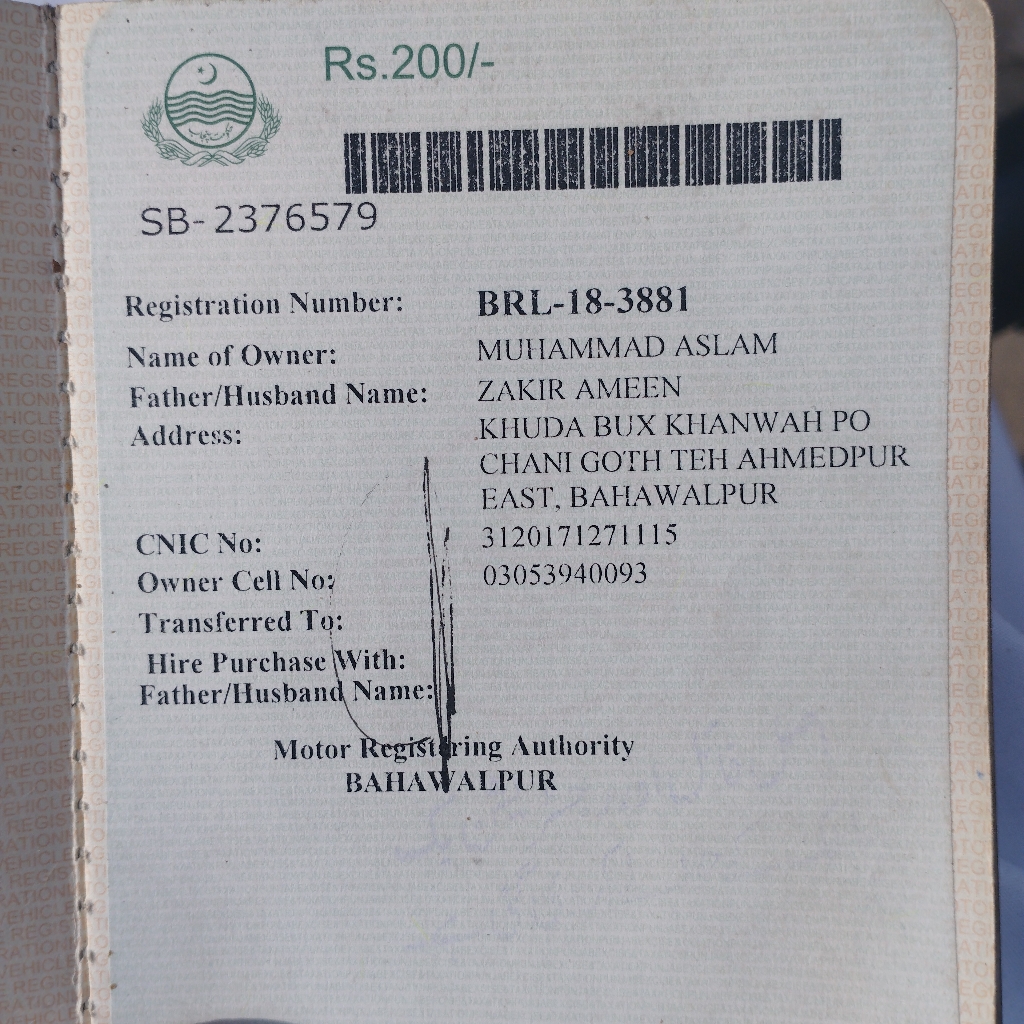 Rs.200/-
SB-2376579
Registration Number: BRL-18-3881
Name of Owner: MUHAMMAD ASLAM
Father/Husband Name: ZAKIR AMEEN
Address: KHUDA BUX KHANWAH PO
CHANI GOTH TEH AHMEDPUR
EAST, BAHAWALPUR
CNIC No: 3120171271115
Owner Cell No: 03053940093
Transferred To:
Hire Purchase With:
Father/Husband Name:
Motor Registering Authority
BAHAWALPUR